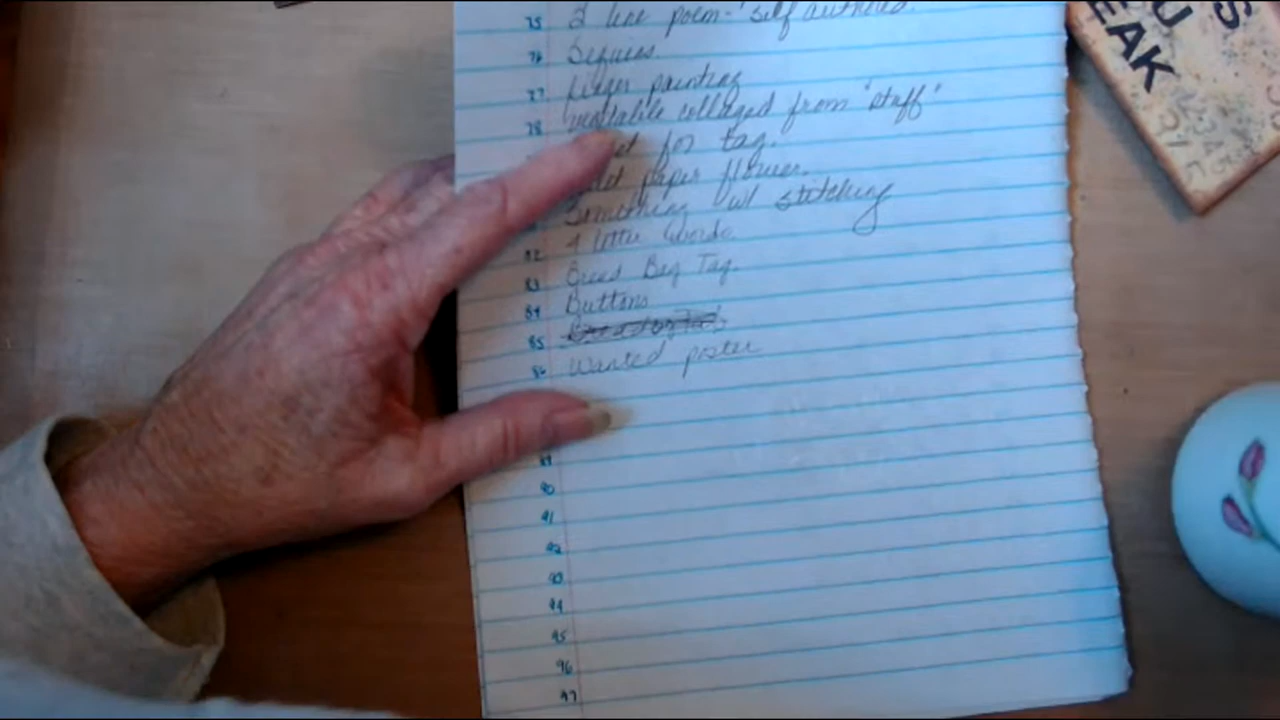 75 2 line poem - "self authored."
76 Sequins.
77 finger painting
78 collaged from "stuff"
for tag.
paper flower.
Something w/ stitching
82 4 little words.
83 Bag Tag.
84 Buttons
85
86 Wanted poster
89
90
91
92
93
94
95
96
97
S
U
EAK